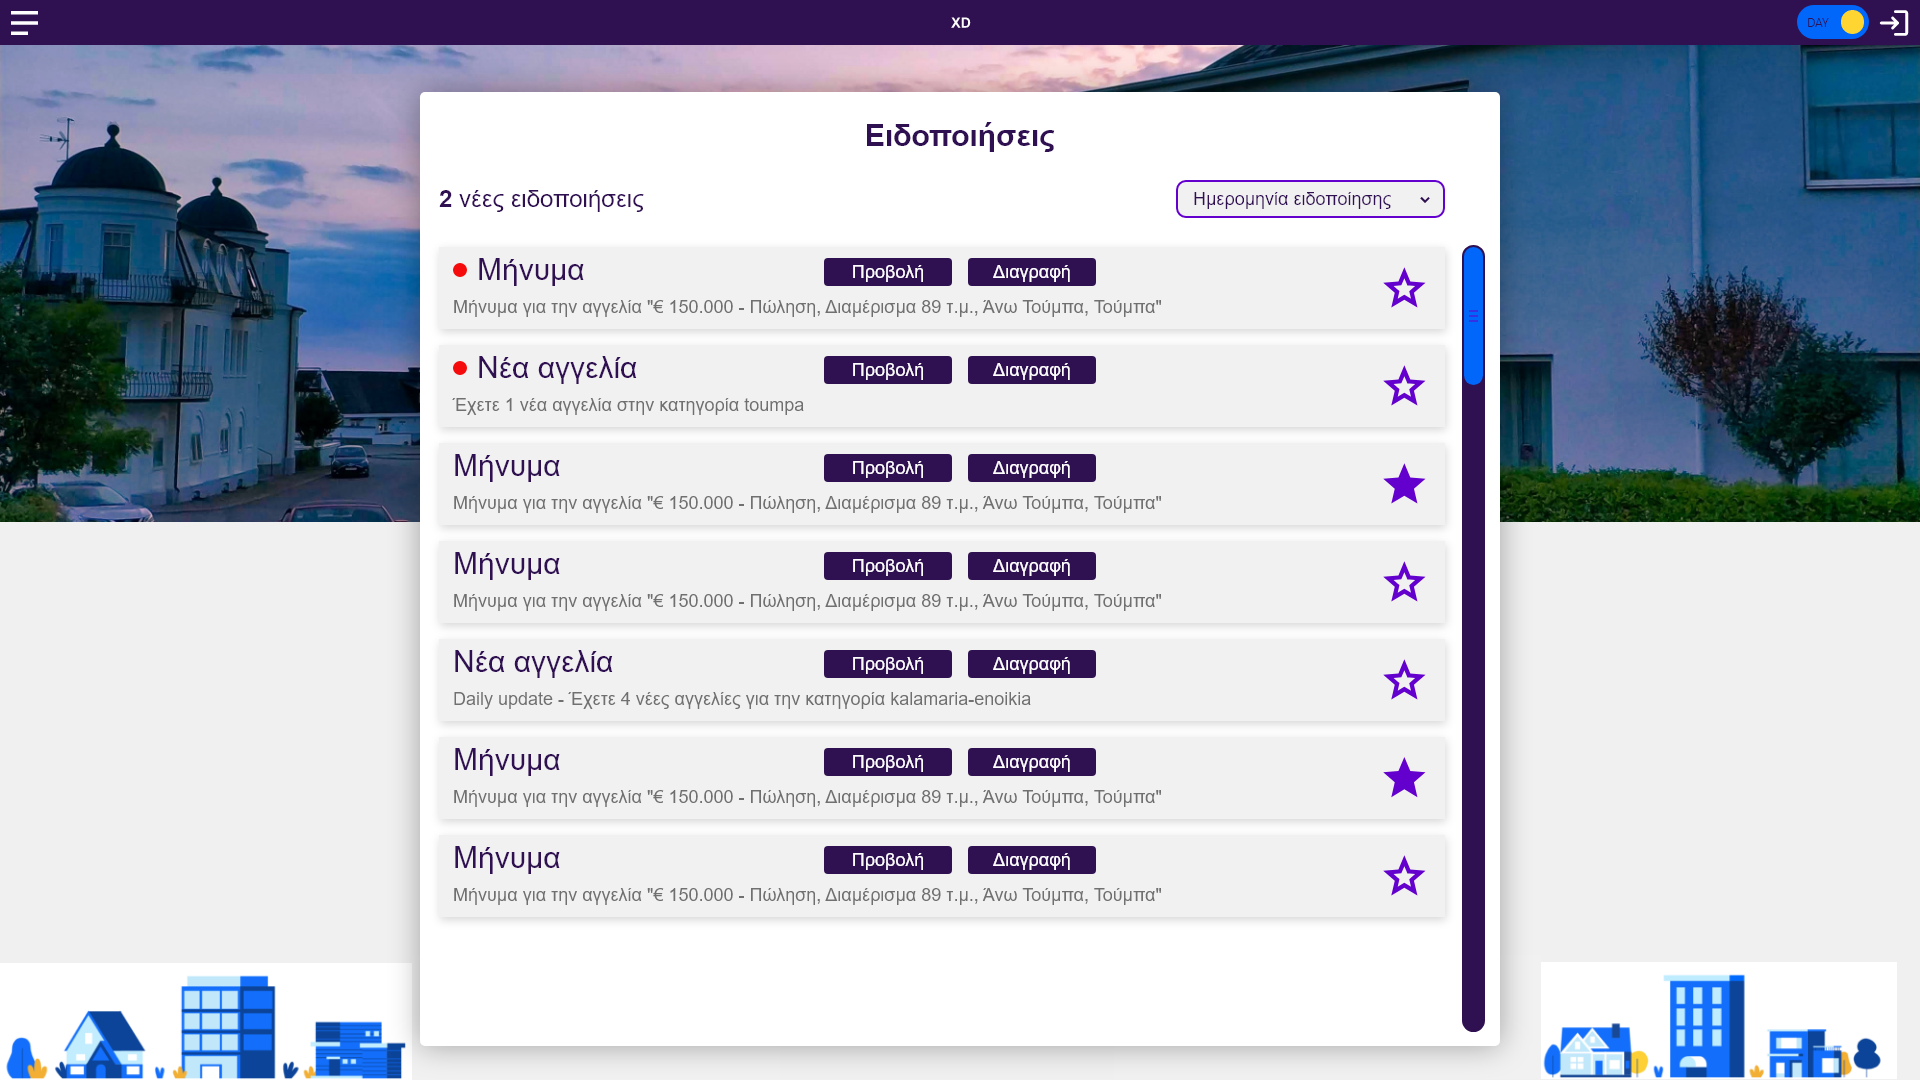 XD
DAY
Ειδοποιήσεις
2 νέες ειδοποιήσεις
Ημερομηνία ειδοποίησης
Μήνυμα
Προβολή
Διαγραφή
Μήνυμα για την αγγελία "€ 150.000 - Πώληση, Διαμέρισμα 89 τ.μ., Άνω Τούμπα, Τούμπα"
Νέα αγγελία
Προβολή
Διαγραφή
Έχετε 1 νέα αγγελία στην κατηγορία toumpa
Μήνυμα
Προβολή
Διαγραφή
Μήνυμα για την αγγελία "€ 150.000 - Πώληση, Διαμέρισμα 89 τ.μ., Άνω Τούμπα, Τούμπα"
Μήνυμα
Προβολή
Διαγραφή
Μήνυμα για την αγγελία "€ 150.000 - Πώληση, Διαμέρισμα 89 τ.μ., Άνω Τούμπα, Τούμπα"
Νέα αγγελία
Προβολή
Διαγραφή
Daily update - Έχετε 4 νέες αγγελίες για την κατηγορία kalamaria-enoikia
Μήνυμα
Προβολή
Διαγραφή
Μήνυμα για την αγγελία "€ 150.000 - Πώληση, Διαμέρισμα 89 τ.μ., Άνω Τούμπα, Τούμπα"
Μήνυμα
Προβολή
Διαγραφή
Μήνυμα για την αγγελία "€ 150.000 - Πώληση, Διαμέρισμα 89 τ.μ., Άνω Τούμπα, Τούμπα"